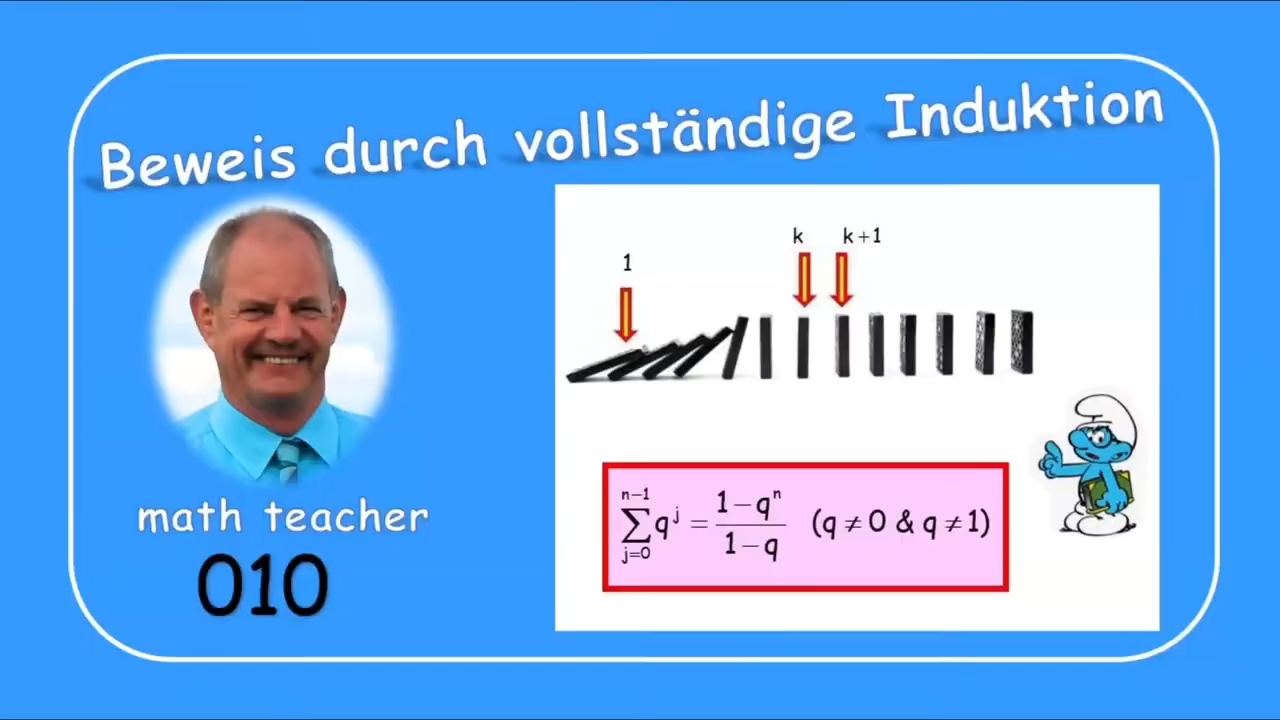 Beweis durch vollständige Induktion
1
k
k+1
n−1
∑ q^j = (1−q^n)/(1−q) (q ≠ 0 & q ≠ 1)
j=0
math teacher
010